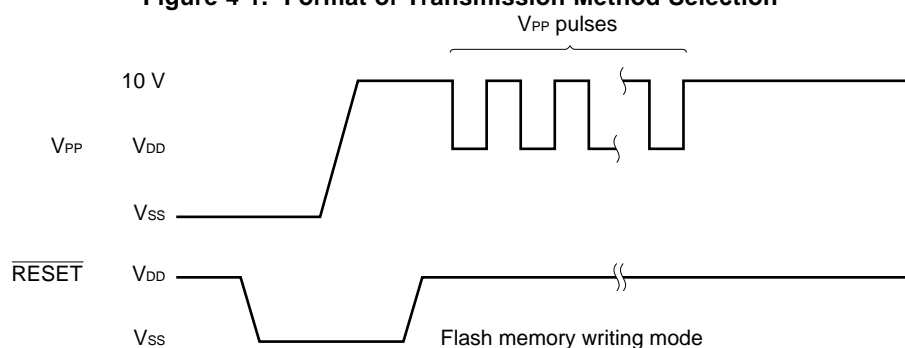 Figure 4-1. Format of Transmission Method Selection
VPP pulses
10 V
VPP VDD
VSS
RESET VDD
VSS Flash memory writing mode